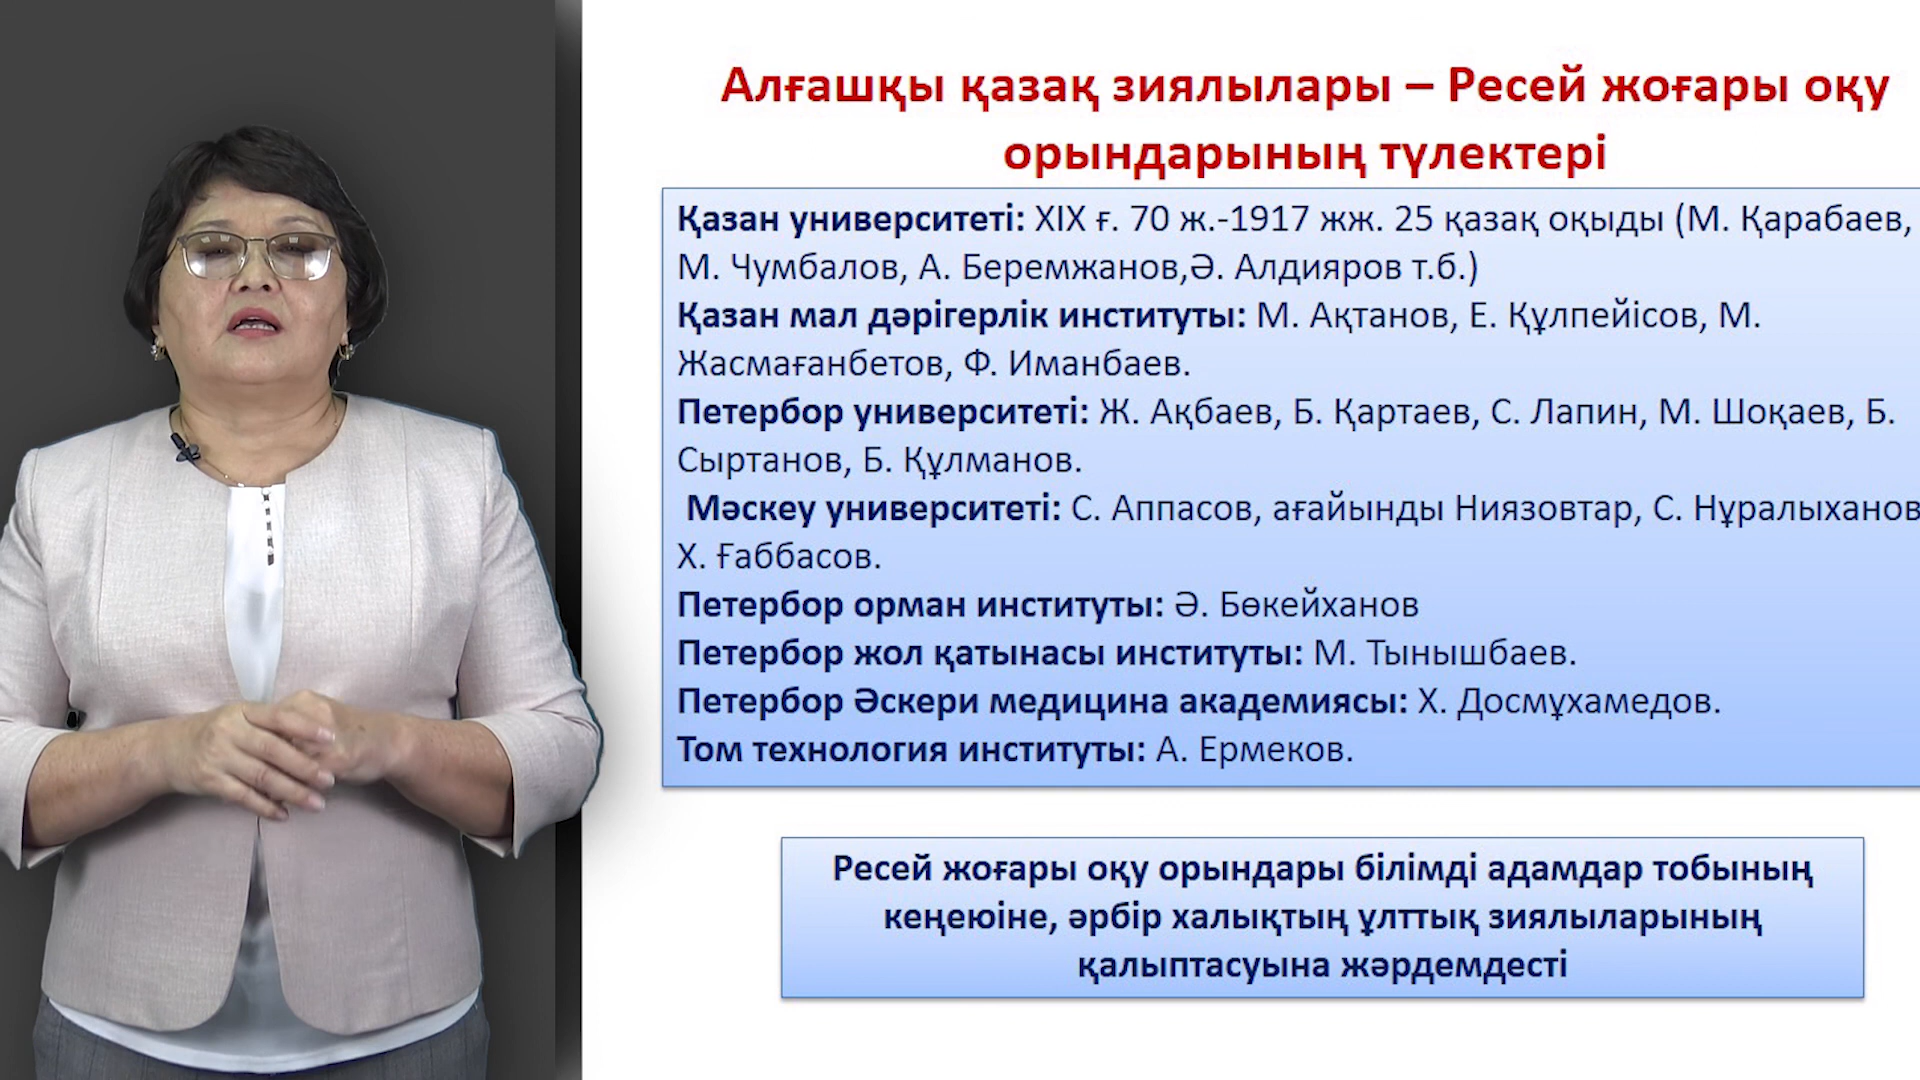 Алғашқы қазақ зиялылары – Ресей жоғары оқу
орындарының түлектері
Қазан университеті: XIX ғ. 70 ж.-1917 жж. 25 қазақ оқыды (М. Қарабаев,
М. Чумбалов, А. Беремжанов,Ә. Алдияров т.б.)
Қазан мал дәрігерлік институты: М. Ақтанов, Е. Құлпейісов, М.
Жасмағанбетов, Ф. Иманбаев.
Петербор университеті: Ж. Ақбаев, Б. Қартаев, С. Лапин, М. Шоқаев, Б.
Сыртанов, Б. Құлманов.
Мәскеу университеті: С. Аппасов, ағайынды Ниязовтар, С. Нұралыханов
Х. Ғаббасов.
Петербор орман институты: Ә. Бөкейханов
Петербор жол қатынасы институты: М. Тынышбаев.
Петербор Әскери медицина академиясы: Х. Досмұхамедов.
Том технология институты: А. Ермеков.
Ресей жоғары оқу орындары білімді адамдар тобының
кеңеюіне, әрбір халықтың ұлттық зиялыларының
қалыптасуына жәрдемдесті